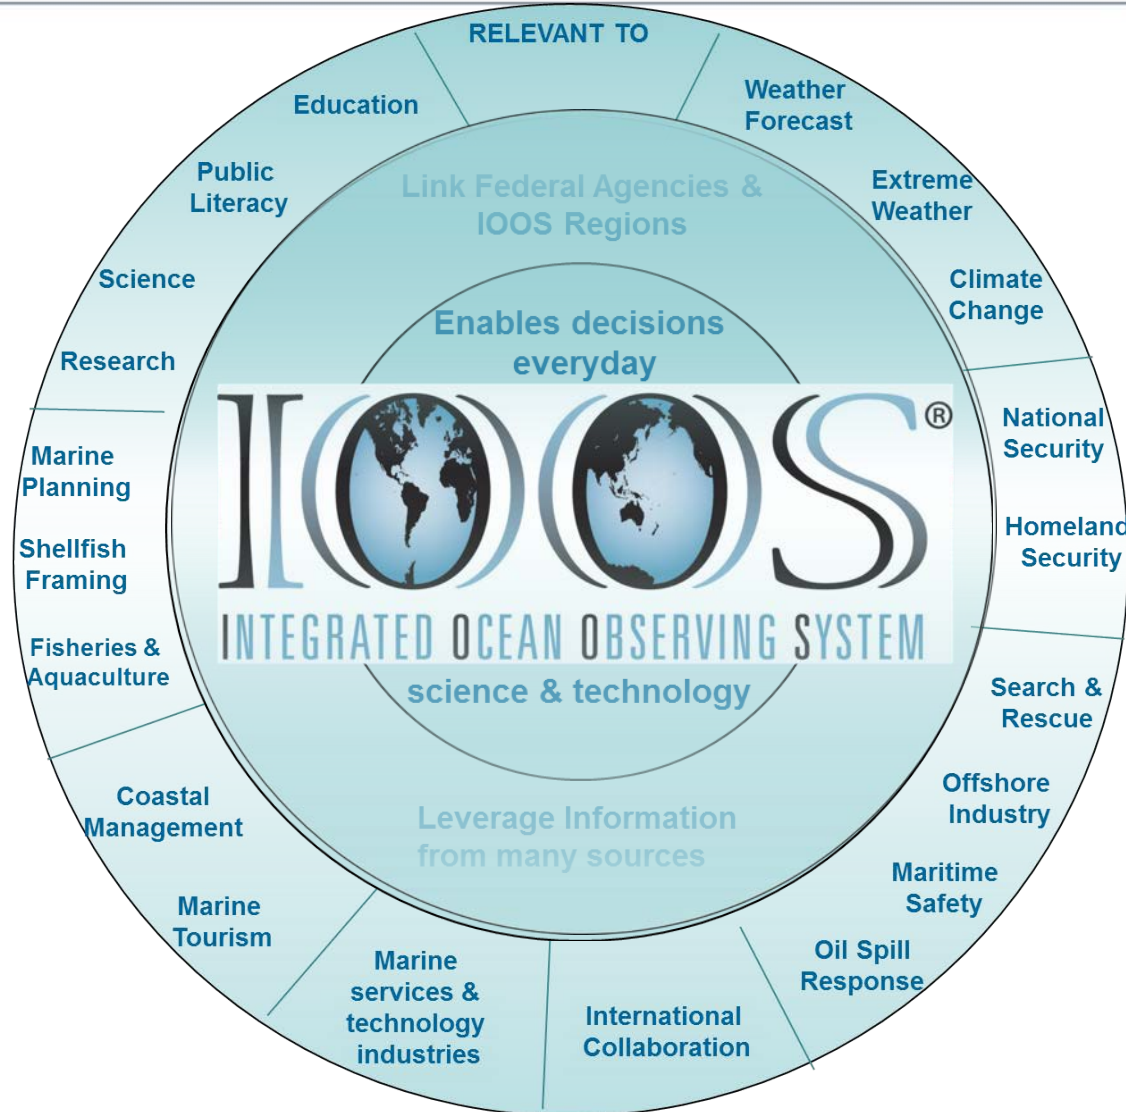 RELEVANT TO
Weather
Forecast
Extreme
Weather
Climate
Change
National
Security
Homeland
Security
Search &
Rescue
Offshore
Industry
Maritime
Safety
Oil Spill
Response
International
Collaboration
Marine
services &
technology
industries
Marine
Tourism
Coastal
Management
Fisheries &
Aquaculture
Shellfish
Framing
Marine
Planning
Research
Science
Public
Literacy
Education
Link Federal Agencies &
IOOS Regions
Enables decisions
everyday
IOOS®
INTEGRATED OCEAN OBSERVING SYSTEM
science & technology
Leverage Information
from many sources